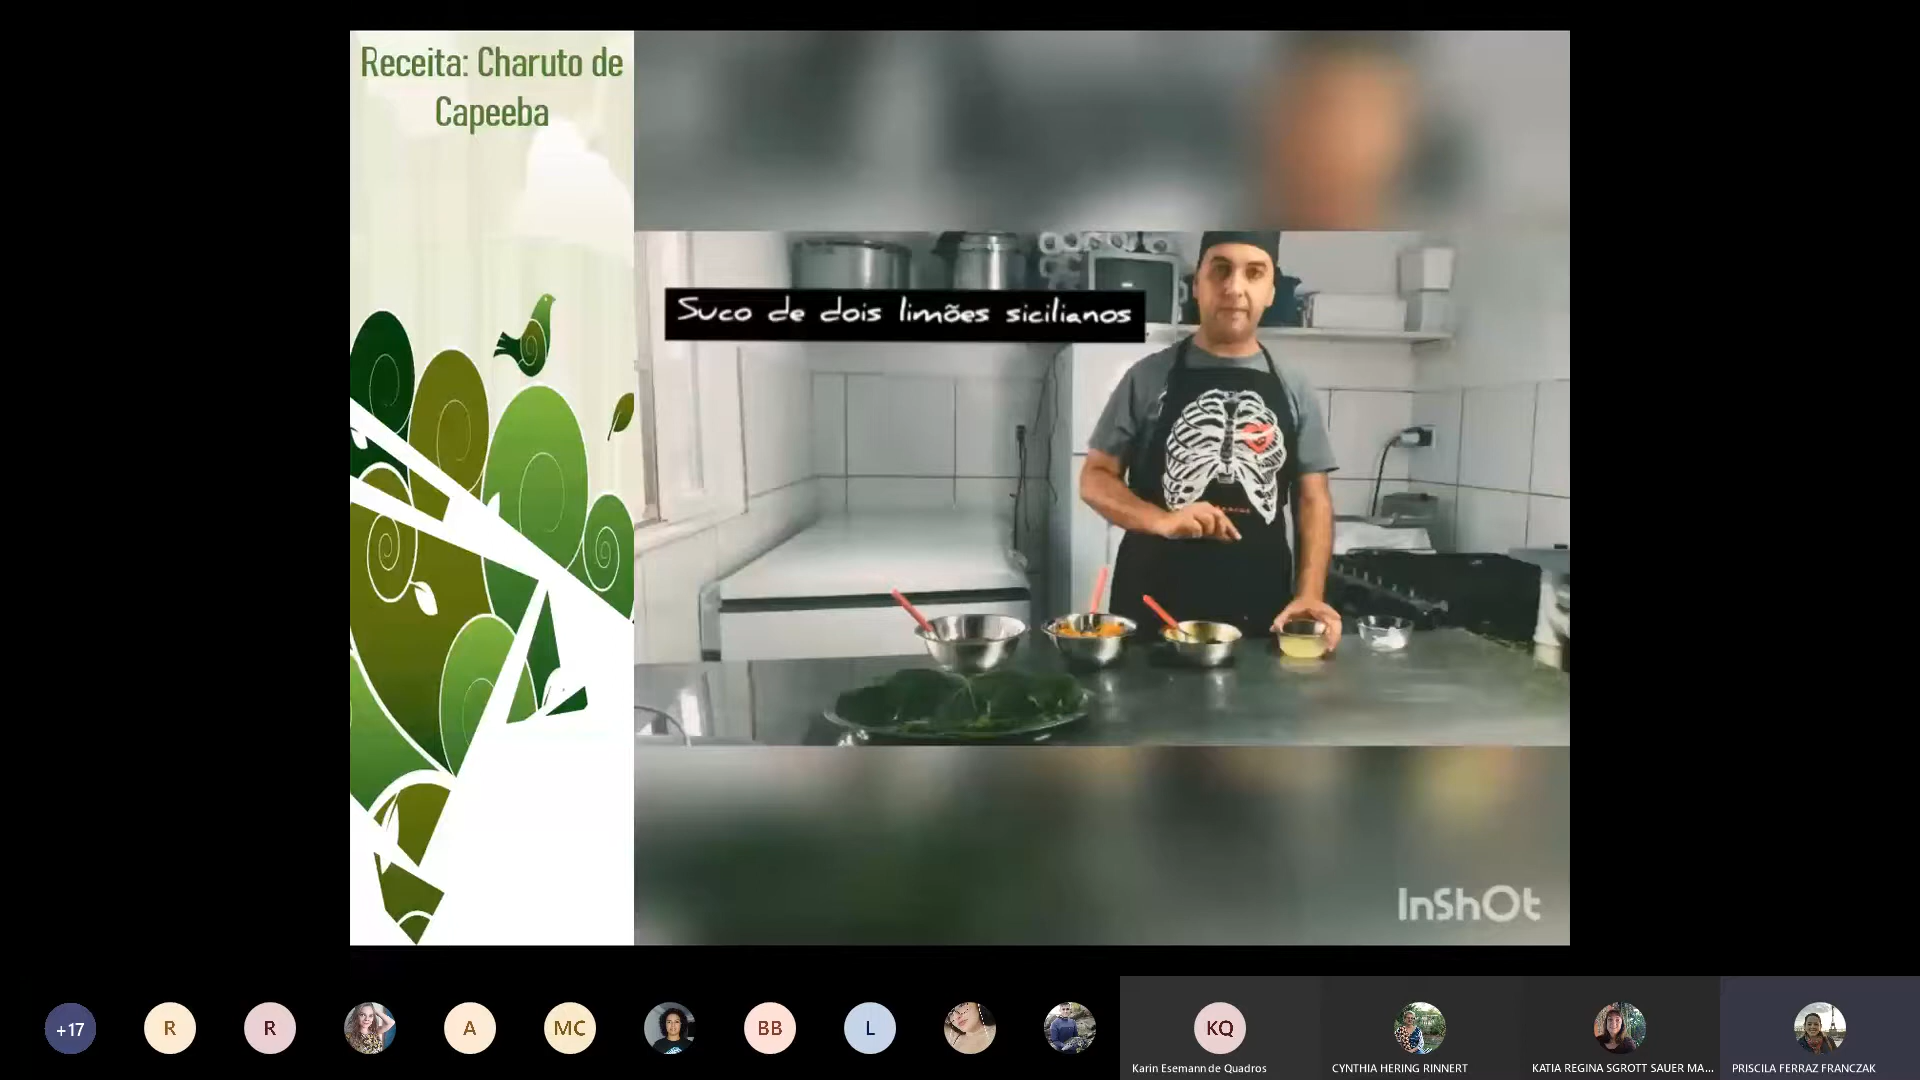 Receita: Charuto de
Capeeba
Suco de dois limões sicilianos
InShOt
+17
R
R
A
MC
BB
L
KQ
Karin Esemann de Quadros
CYNTHIA HERING RINNERT
KATIA REGINA SGROTT SAUER MA...
PRISCILA FERRAZ FRANCZAK